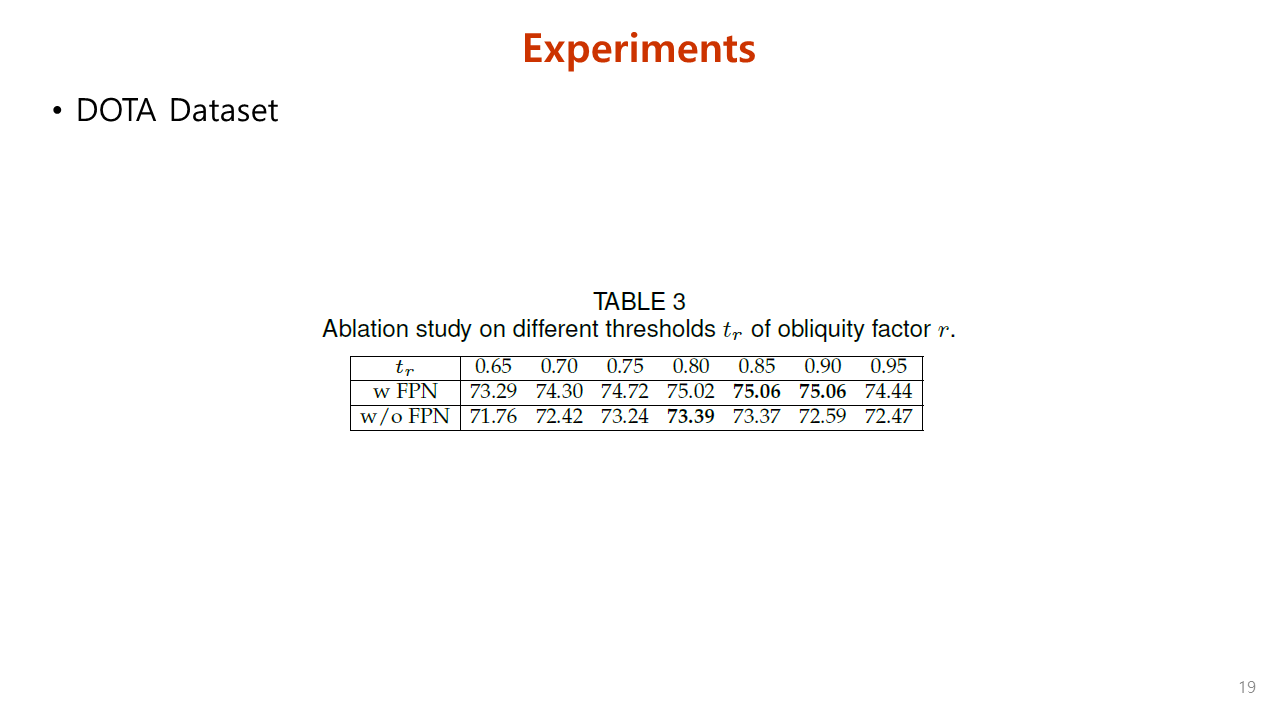 Experiments
• DOTA Dataset
TABLE 3
Ablation study on different thresholds t_r of obliquity factor r.
t_r 0.65 0.70 0.75 0.80 0.85 0.90 0.95
w FPN 73.29 74.30 74.72 75.02 75.06 75.06 74.44
w/o FPN 71.76 72.42 73.24 73.39 73.37 72.59 72.47
19